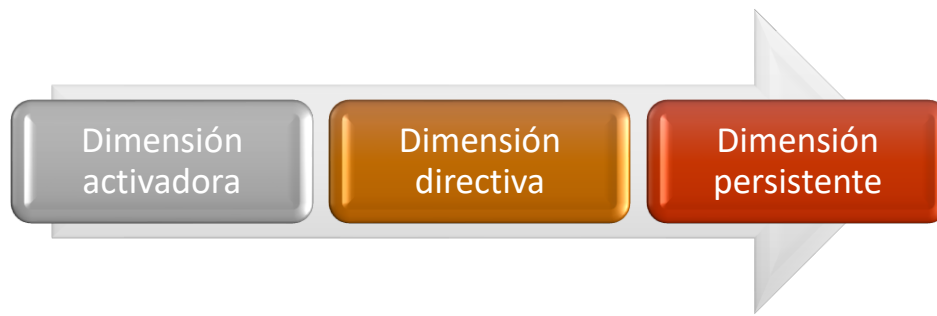 Dimensión
activadora
Dimensión
directiva
Dimensión
persistente